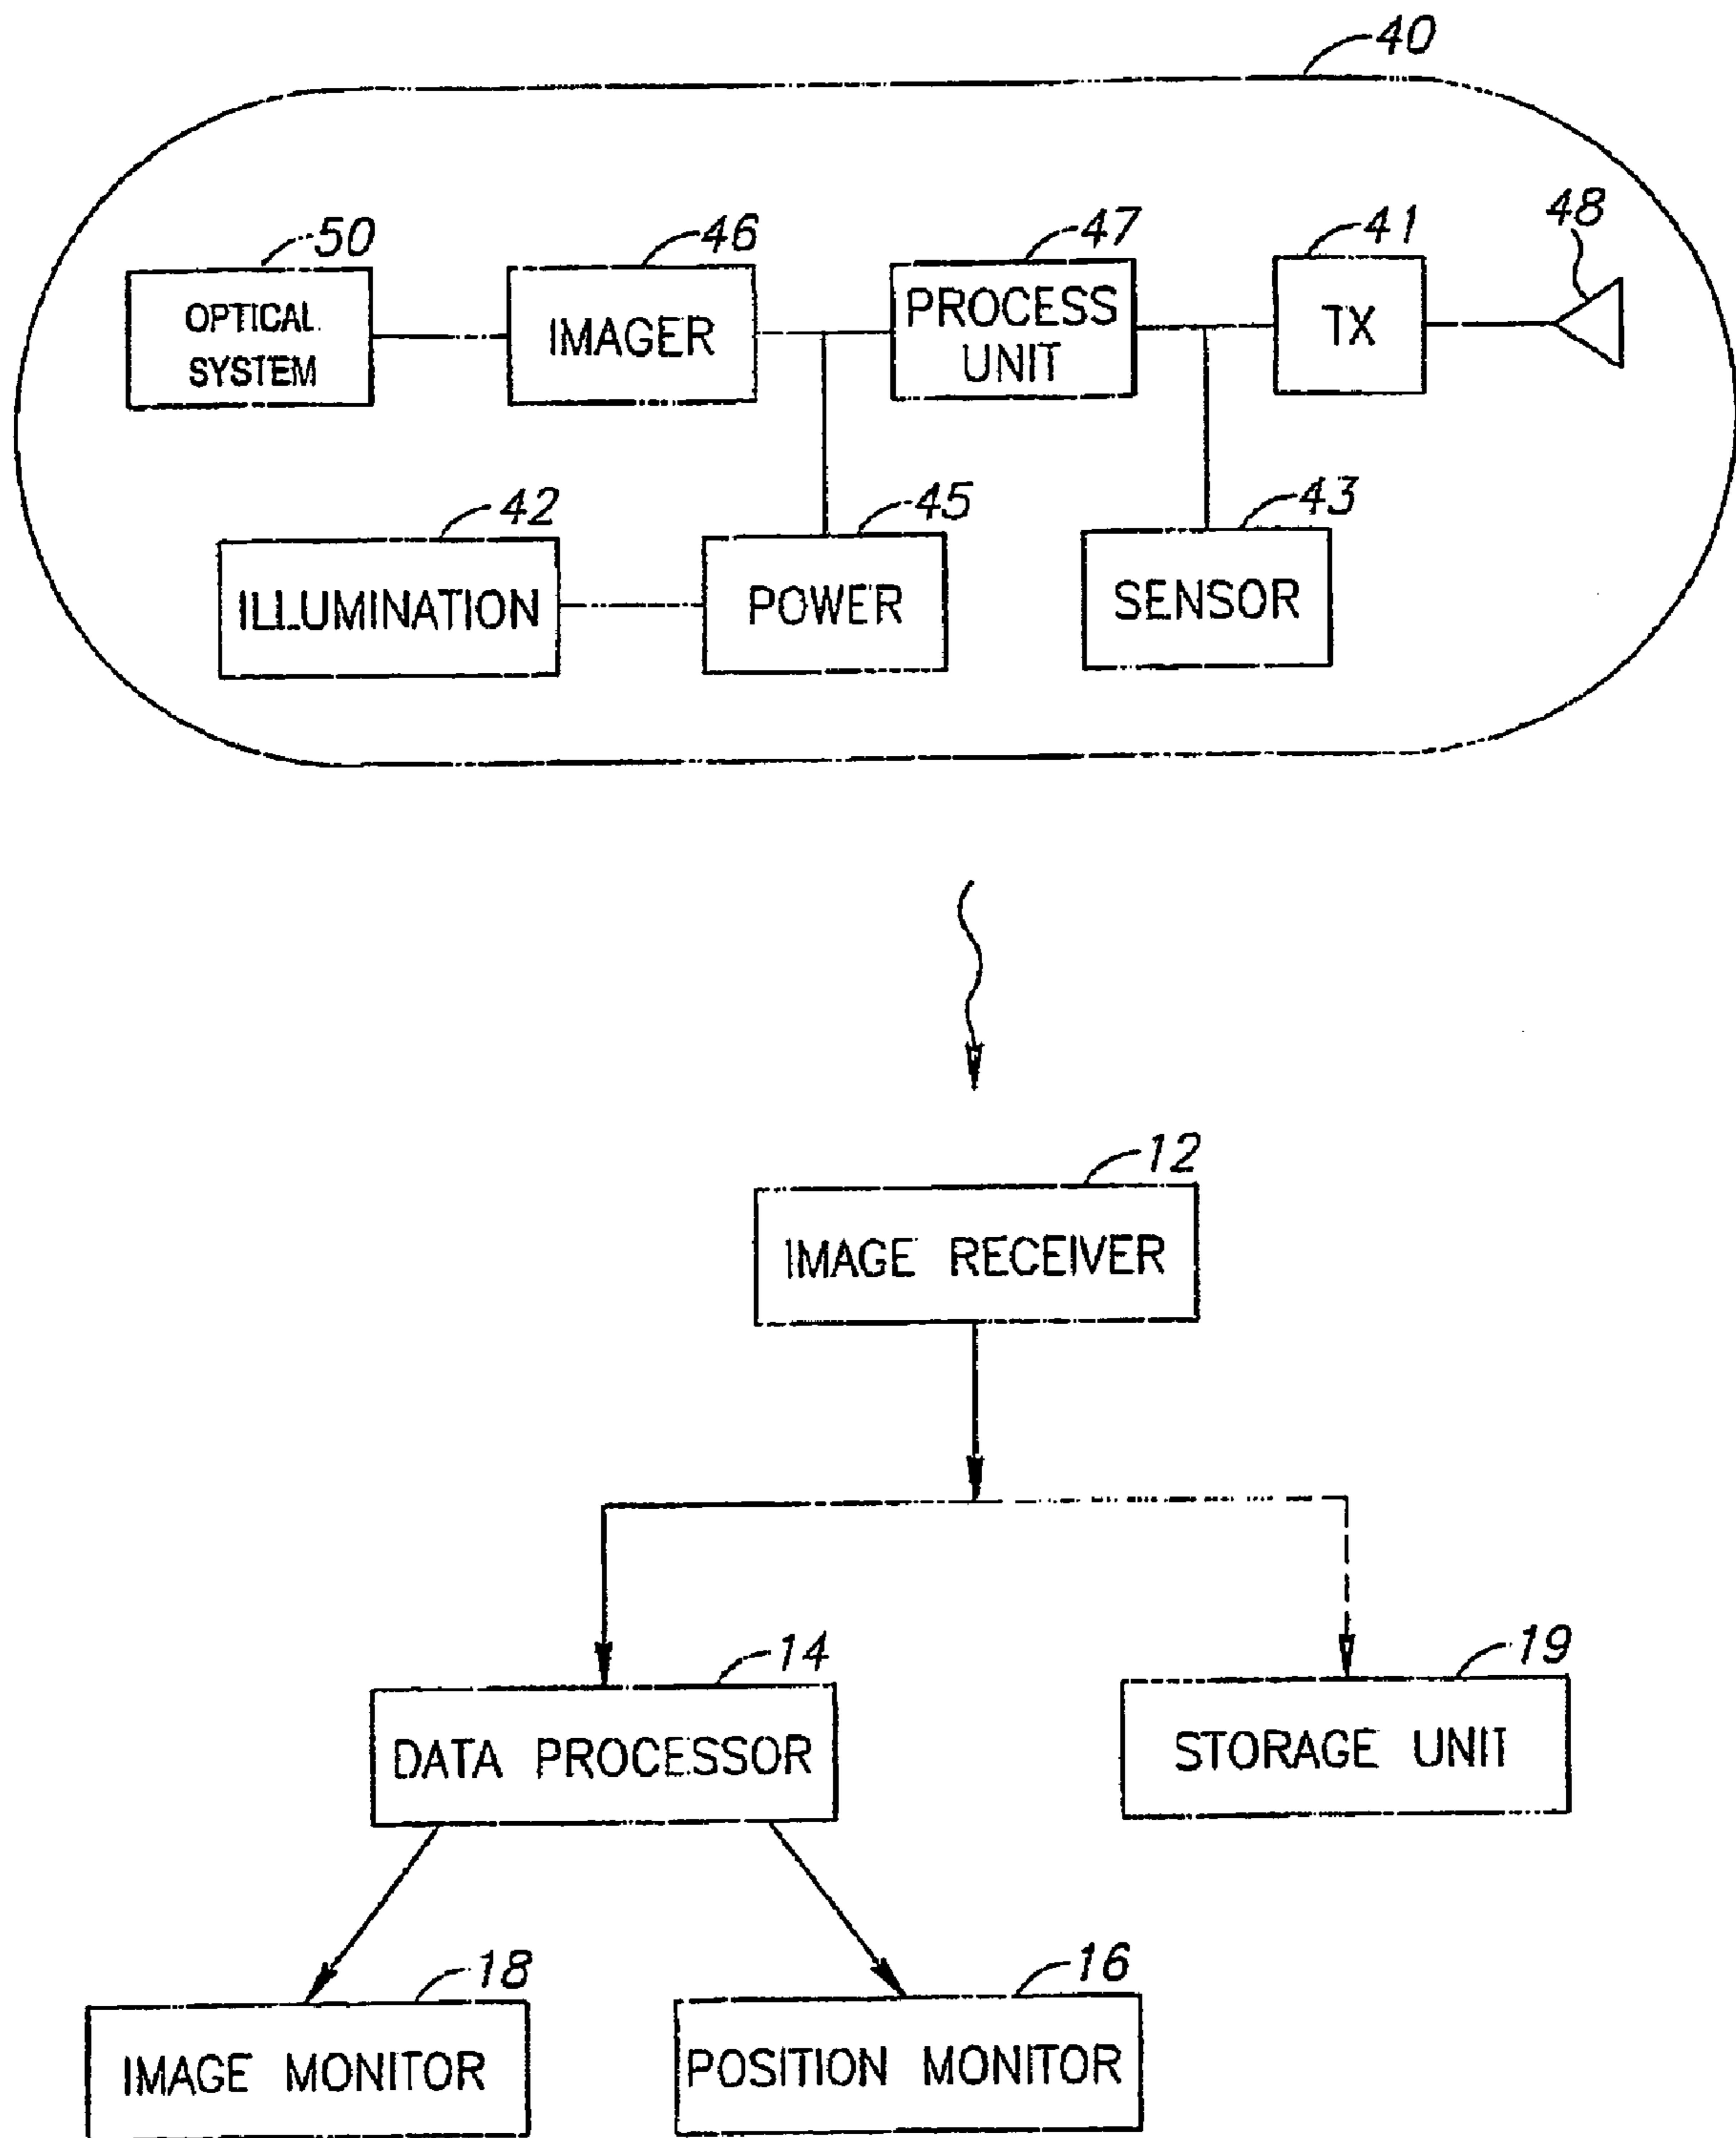 40
50
46
47
41
48
OPTICAL
SYSTEM
IMAGER
PROCESS
UNIT
TX
42
45
43
ILLUMINATION
POWER
SENSOR
12
IMAGE RECEIVER
14
19
DATA PROCESSOR
STORAGE UNIT
18
16
IMAGE MONITOR
POSITION MONITOR